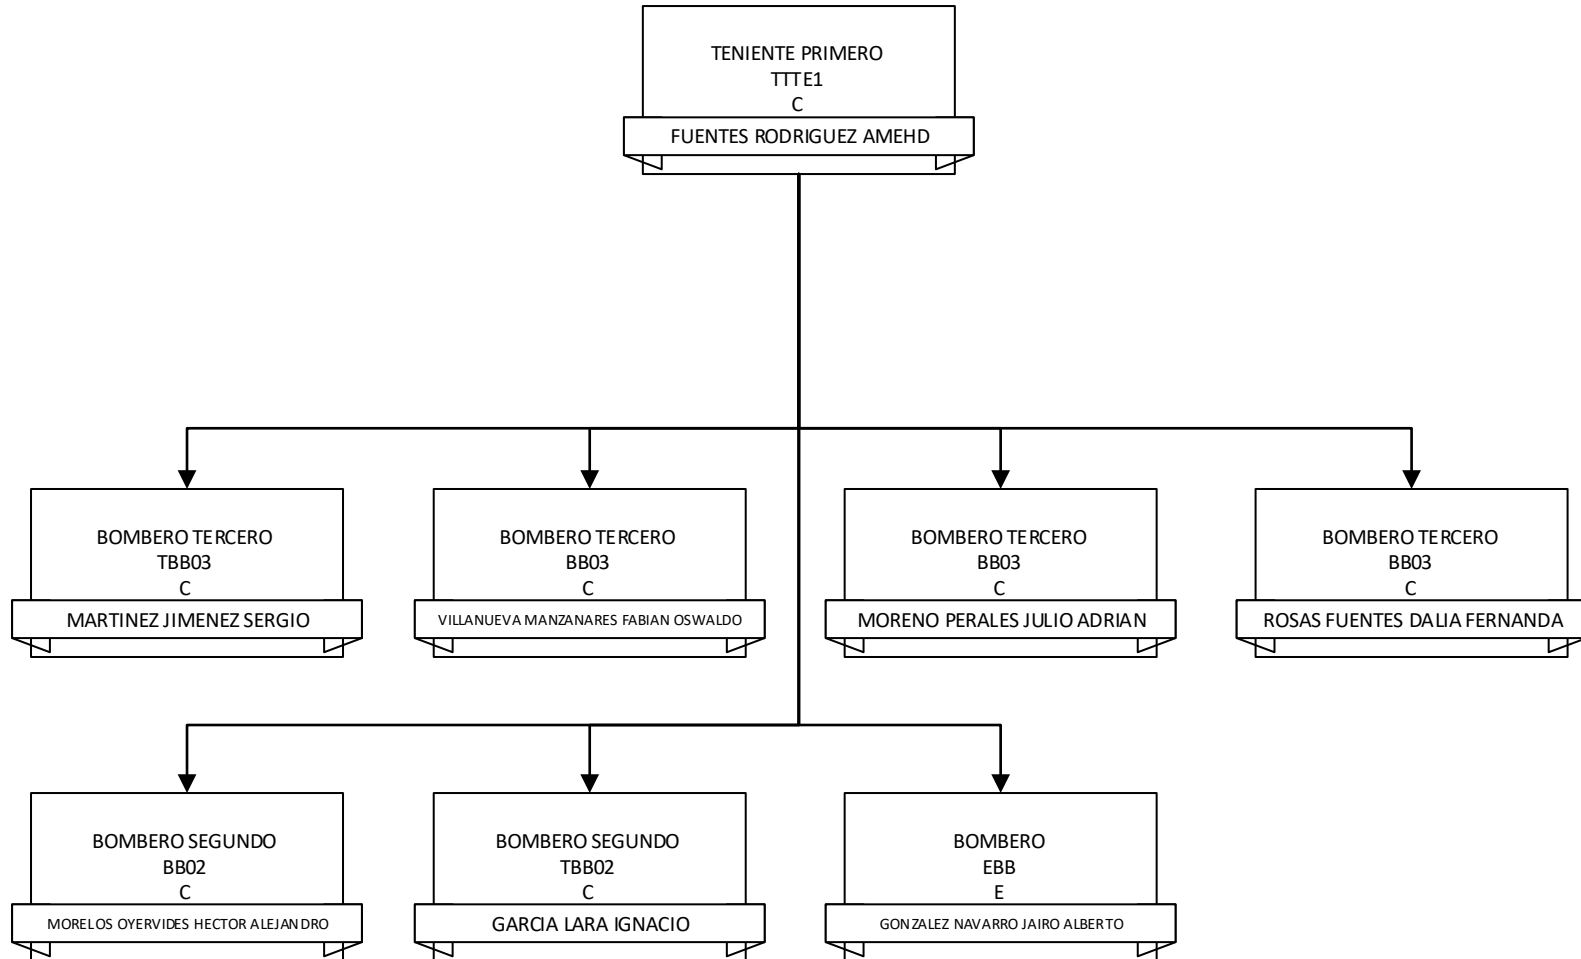 TENIENTE PRIMERO
TTTE1
C
FUENTES RODRIGUEZ AMEHD
BOMBERO TERCERO
TBB03
C
MARTINEZ JIMENEZ SERGIO
BOMBERO TERCERO
BB03
C
VILLANUEVA MANZANARES FABIAN OSWALDO
BOMBERO TERCERO
BB03
C
MORENO PERALES JULIO ADRIAN
BOMBERO TERCERO
BB03
C
ROSAS FUENTES DALIA FERNANDA
BOMBERO SEGUNDO
BB02
C
MORELOS OYERVIDES HECTOR ALEJANDRO
BOMBERO SEGUNDO
TBB02
C
GARCIA LARA IGNACIO
BOMBERO
EBB
E
GONZALEZ NAVARRO JAIRO ALBERTO